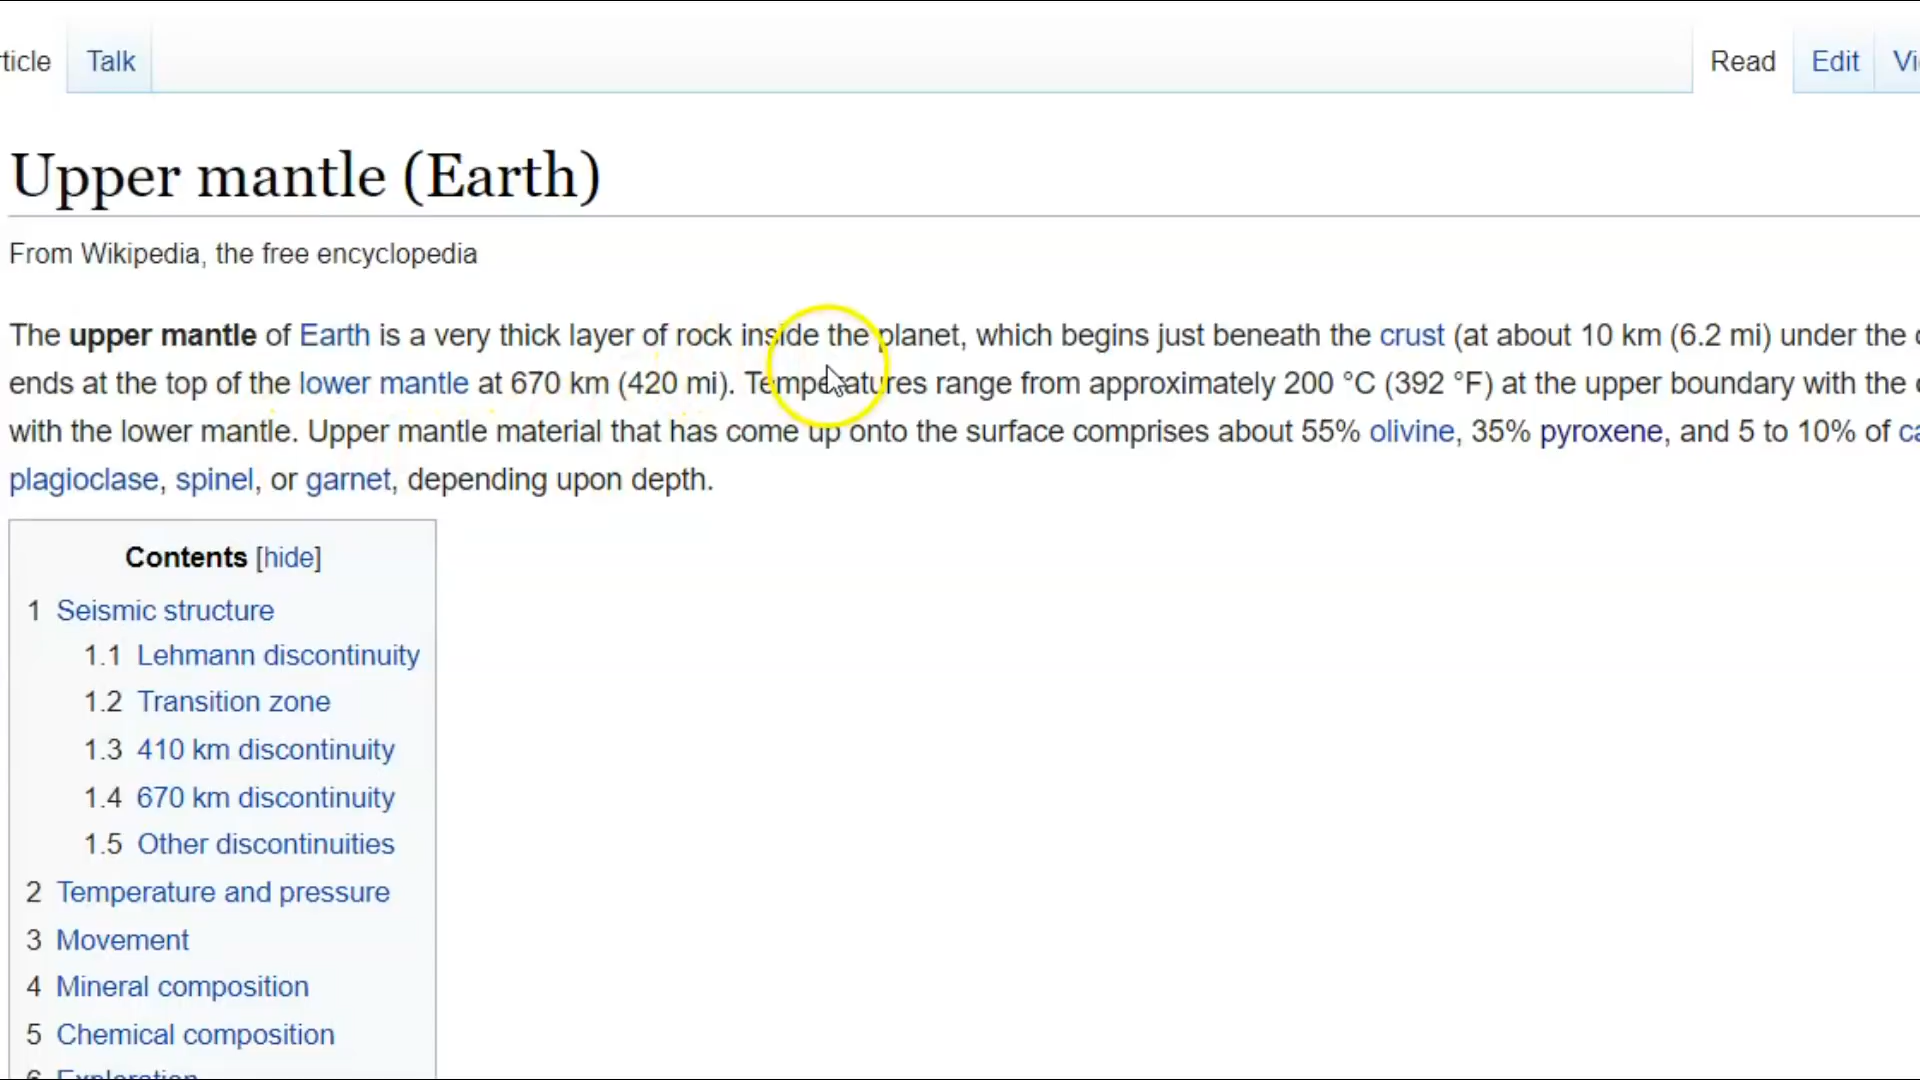 Talk
Read Edit
Upper mantle (Earth)
From Wikipedia, the free encyclopedia
The upper mantle of Earth is a very thick layer of rock inside the planet, which begins just beneath the crust (at about 10 km (6.2 mi) under the
ends at the top of the lower mantle at 670 km (420 mi). Temperatures range from approximately 200 °C (392 °F) at the upper boundary with the
with the lower mantle. Upper mantle material that has come up onto the surface comprises about 55% olivine, 35% pyroxene, and 5 to 10% of
plagioclase, spinel, or garnet, depending upon depth.
Contents [hide]
1 Seismic structure
1.1 Lehmann discontinuity
1.2 Transition zone
1.3 410 km discontinuity
1.4 670 km discontinuity
1.5 Other discontinuities
2 Temperature and pressure
3 Movement
4 Mineral composition
5 Chemical composition
6 Exploration